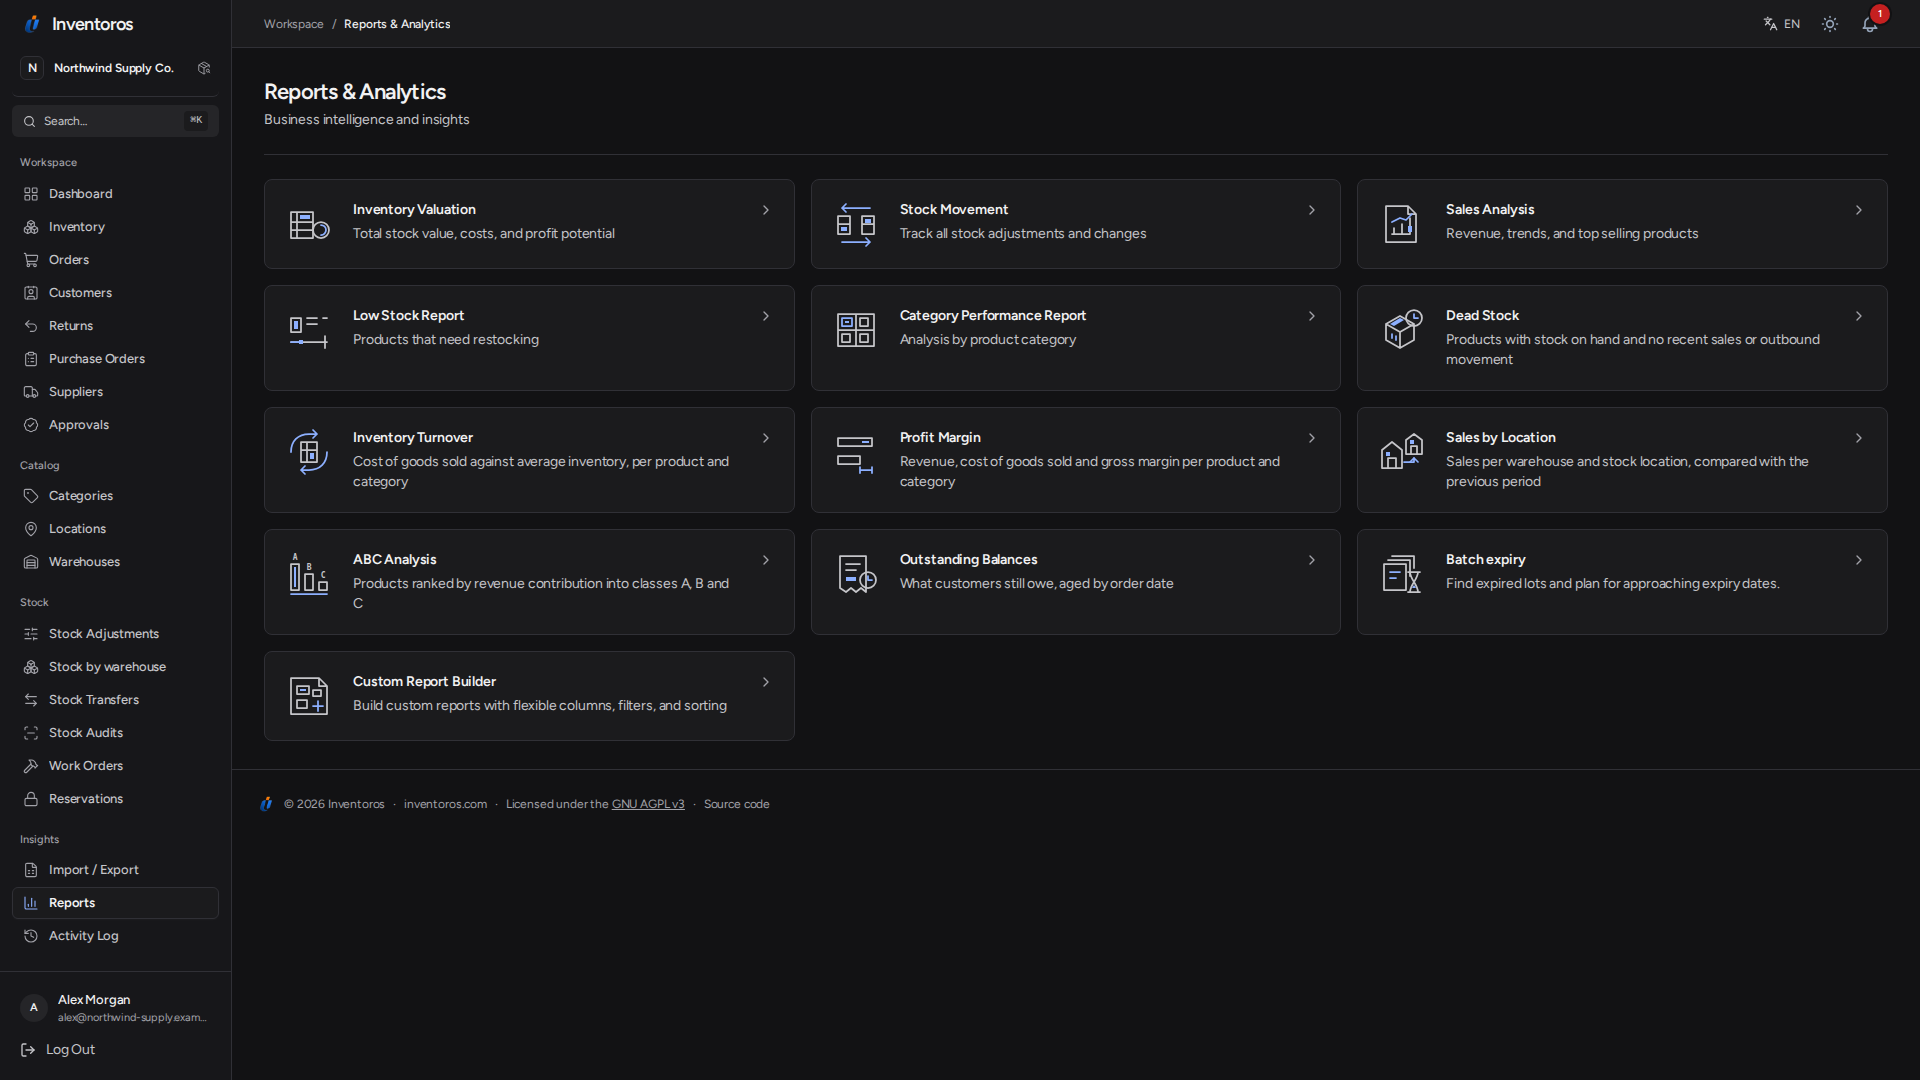 Inventoros
N Northwind Supply Co.
Search... ⌘K
Workspace
Dashboard
Inventory
Orders
Customers
Returns
Purchase Orders
Suppliers
Approvals
Catalog
Categories
Locations
Warehouses
Stock
Stock Adjustments
Stock by warehouse
Stock Transfers
Stock Audits
Work Orders
Reservations
Insights
Import / Export
Reports
Activity Log
A Alex Morgan
alex@northwind-supply.exam...
Log Out
Workspace / Reports & Analytics
EN 1
Reports & Analytics
Business intelligence and insights
Inventory Valuation
Total stock value, costs, and profit potential
Stock Movement
Track all stock adjustments and changes
Sales Analysis
Revenue, trends, and top selling products
Low Stock Report
Products that need restocking
Category Performance Report
Analysis by product category
Dead Stock
Products with stock on hand and no recent sales or outbound
movement
Inventory Turnover
Cost of goods sold against average inventory, per product and
category
Profit Margin
Revenue, cost of goods sold and gross margin per product and
category
Sales by Location
Sales per warehouse and stock location, compared with the
previous period
A B C
ABC Analysis
Products ranked by revenue contribution into classes A, B and
C
Outstanding Balances
What customers still owe, aged by order date
Batch expiry
Find expired lots and plan for approaching expiry dates.
Custom Report Builder
Build custom reports with flexible columns, filters, and sorting
© 2026 Inventoros · inventoros.com · Licensed under the GNU AGPL v3 · Source code